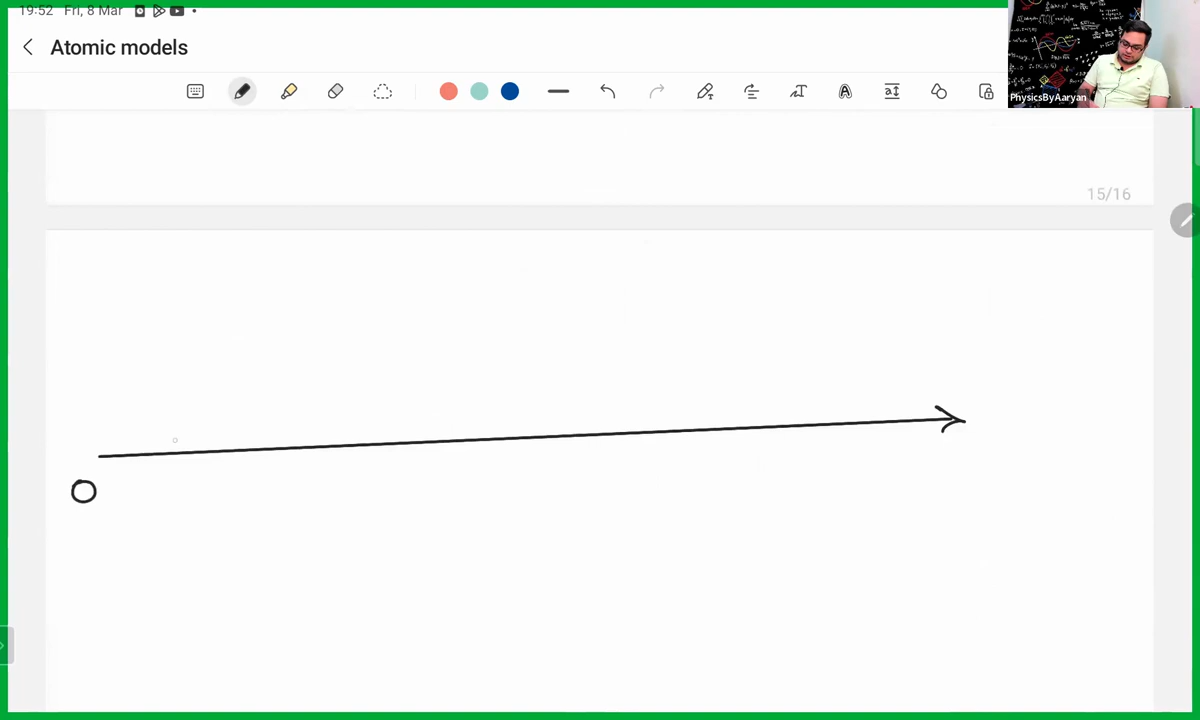 19:52 Fri, 8 Mar
Atomic models
PhysicsByAaryan
15/16
O